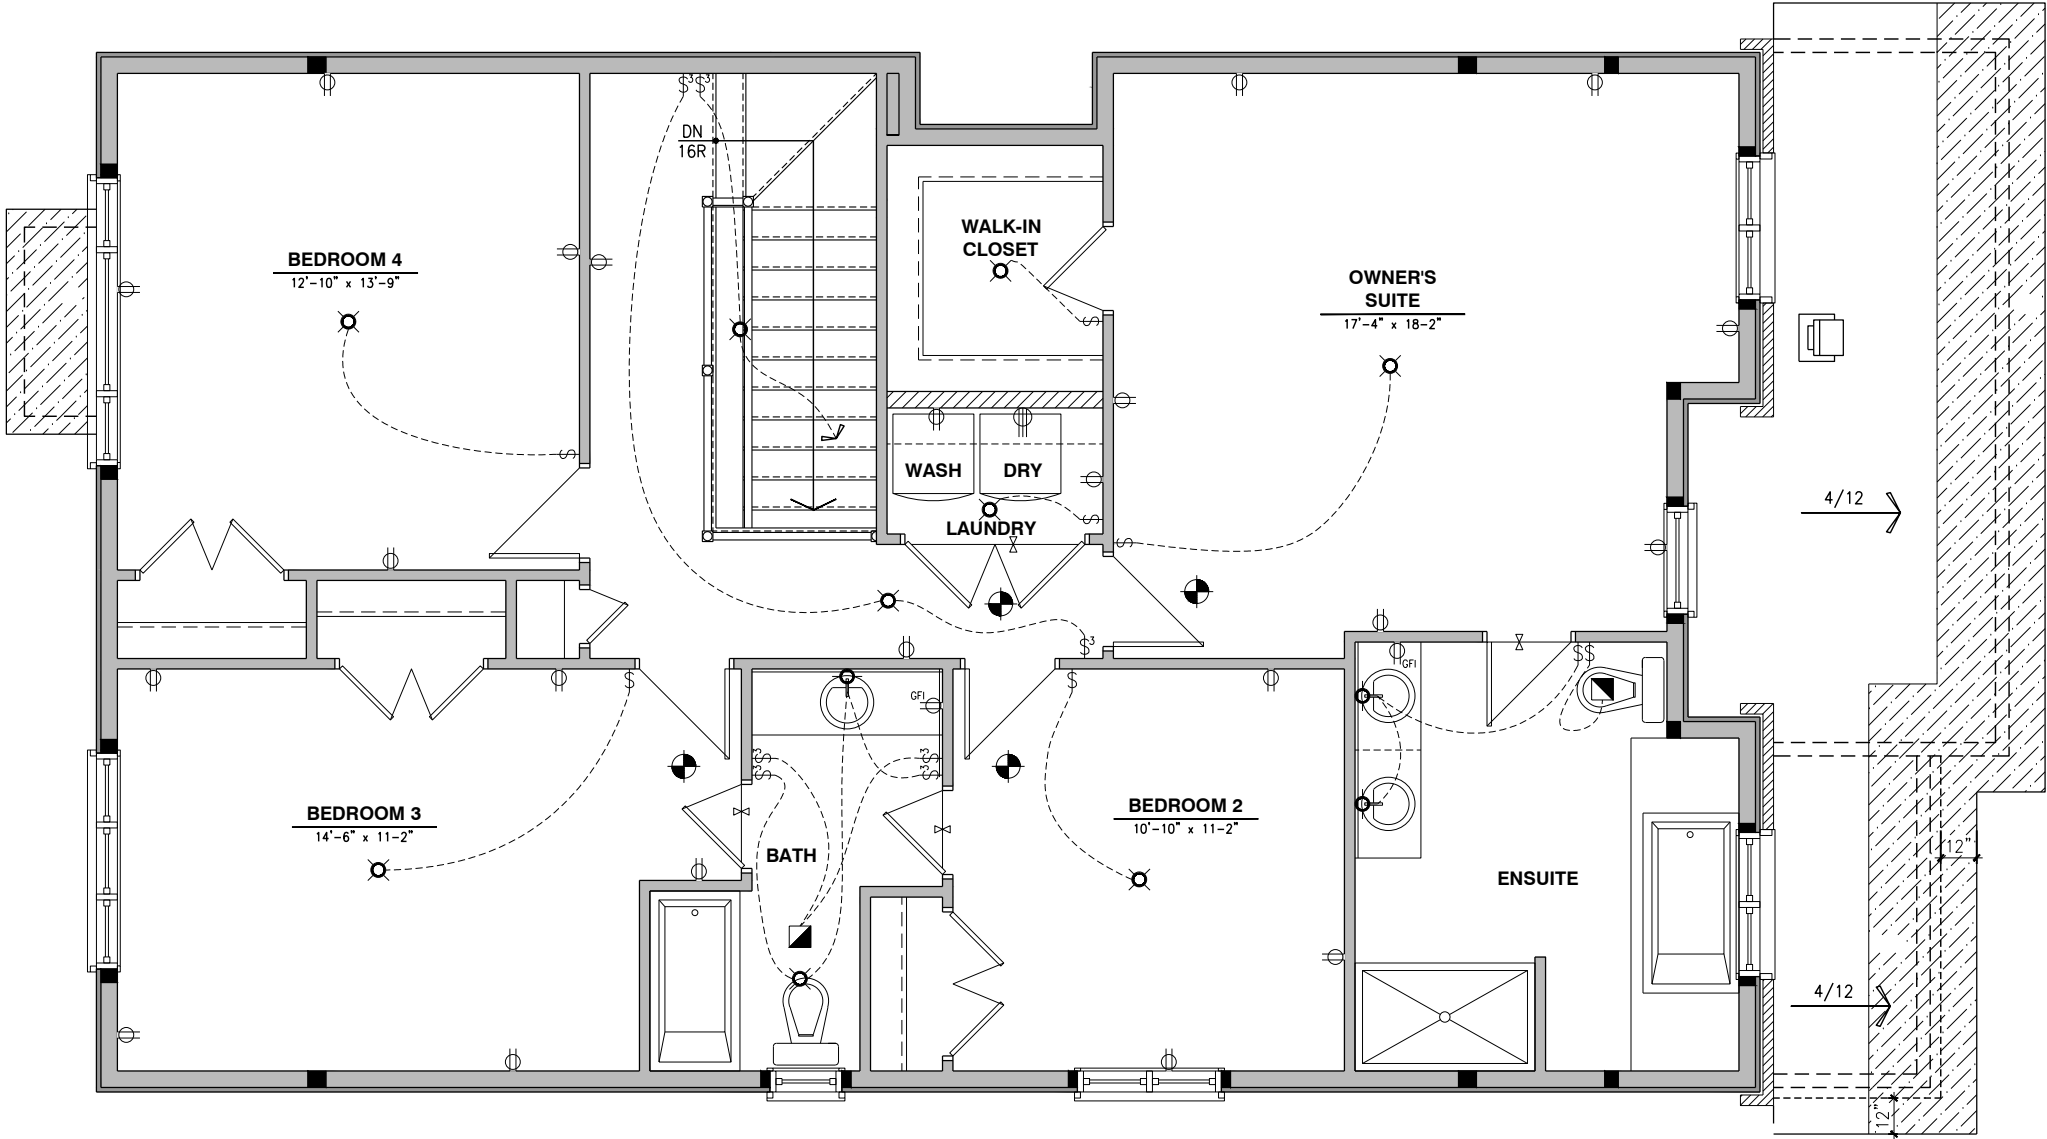 DN
16R
WALK-IN
CLOSET
BEDROOM 4
12'-10" x 13'-9"
OWNER'S
SUITE
17'-4" x 18-2"
WASH
DRY
LAUNDRY
4/12
GFI
GFI
BEDROOM 3
14'-6" x 11-2"
BEDROOM 2
10'-10" x 11-2"
BATH
ENSUITE
12"
4/12
12"